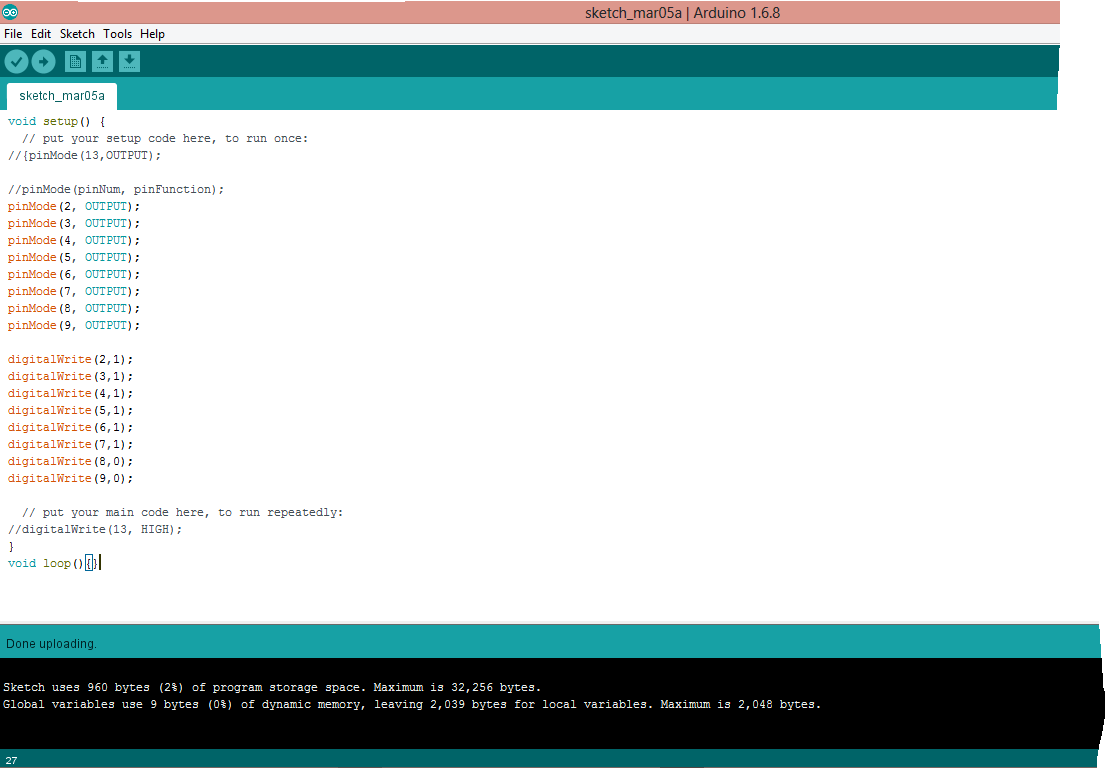 sketch_mar05a | Arduino 1.6.8
File Edit Sketch Tools Help
sketch_mar05a
void setup() {
  // put your setup code here, to run once:
//{pinMode(13,OUTPUT);

//pinMode(pinNum, pinFunction);
pinMode(2, OUTPUT);
pinMode(3, OUTPUT);
pinMode(4, OUTPUT);
pinMode(5, OUTPUT);
pinMode(6, OUTPUT);
pinMode(7, OUTPUT);
pinMode(8, OUTPUT);
pinMode(9, OUTPUT);

digitalWrite(2,1);
digitalWrite(3,1);
digitalWrite(4,1);
digitalWrite(5,1);
digitalWrite(6,1);
digitalWrite(7,1);
digitalWrite(8,0);
digitalWrite(9,0);

  // put your main code here, to run repeatedly:
//digitalWrite(13, HIGH);
}
void loop(){}
Done uploading.
Sketch uses 960 bytes (2%) of program storage space. Maximum is 32,256 bytes.
Global variables use 9 bytes (0%) of dynamic memory, leaving 2,039 bytes for local variables. Maximum is 2,048 bytes.
27